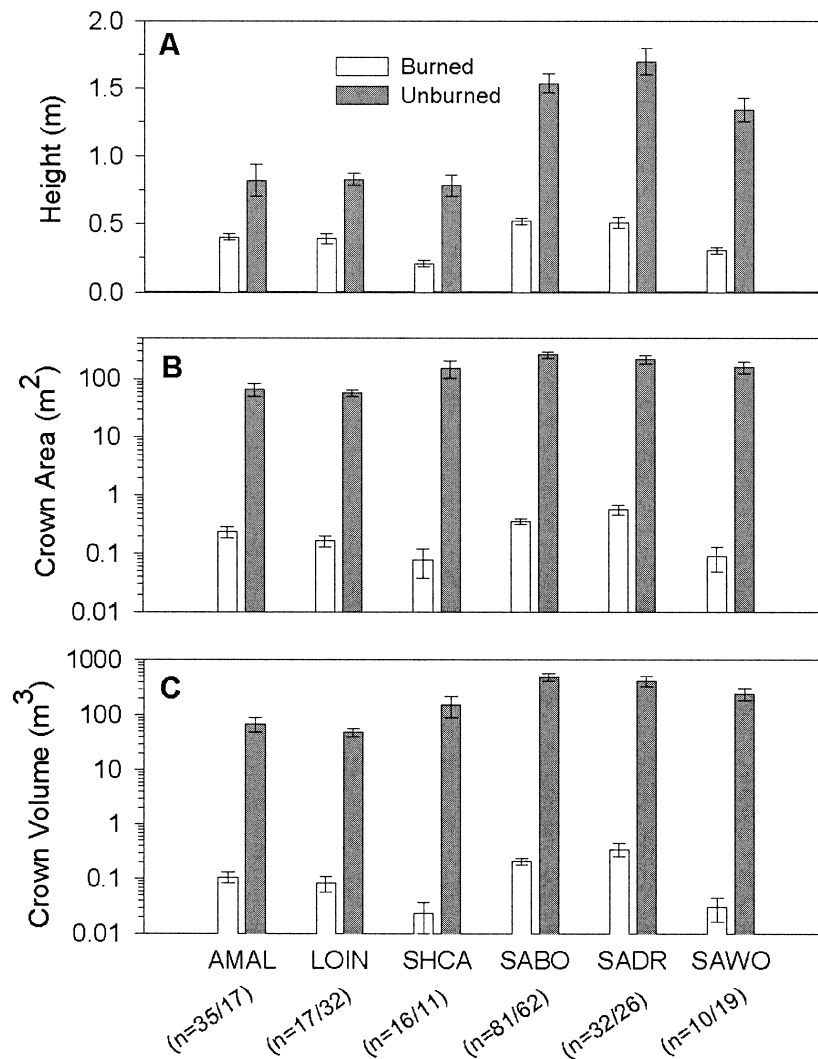 A
Burned
Unburned
Height (m)
2.0
1.5
1.0
0.5
0.0
B
Crown Area (m²)
100
10
1
0.1
0.01
C
Crown Volume (m³)
1000
100
10
1
0.1
0.01
AMAL LOIN SHCA SABO SADR SAWO
(n=35/17) (n=17/32) (n=16/11) (n=81/62) (n=32/26) (n=10/19)